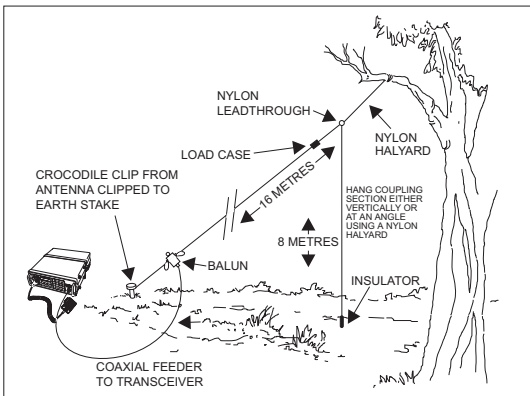 NYLON
LEADTHROUGH
NYLON
HALYARD
LOAD CASE
CROCODILE CLIP FROM
ANTENNA CLIPPED TO
EARTH STAKE
16 METRES
HANG COUPLING
SECTION EITHER
VERTICALLY OR
AT AN ANGLE
USING A NYLON
HALYARD
8 METRES
BALUN
INSULATOR
COAXIAL FEEDER
TO TRANSCEIVER